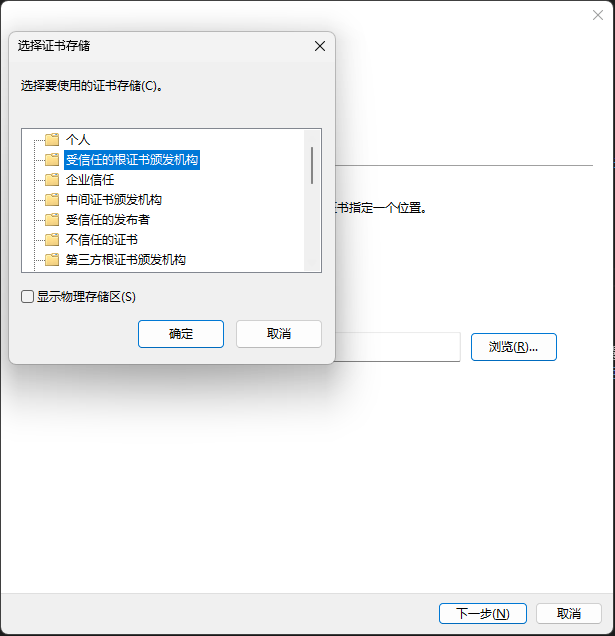 选择证书存储
选择要使用的证书存储(C)。
个人
受信任的根证书颁发机构
企业信任
中间证书颁发机构
受信任的发布者
不信任的证书
第三方根证书颁发机构
显示物理存储区(S)
确定
取消
书指定一个位置。
浏览(R)...
下一步(N)
取消